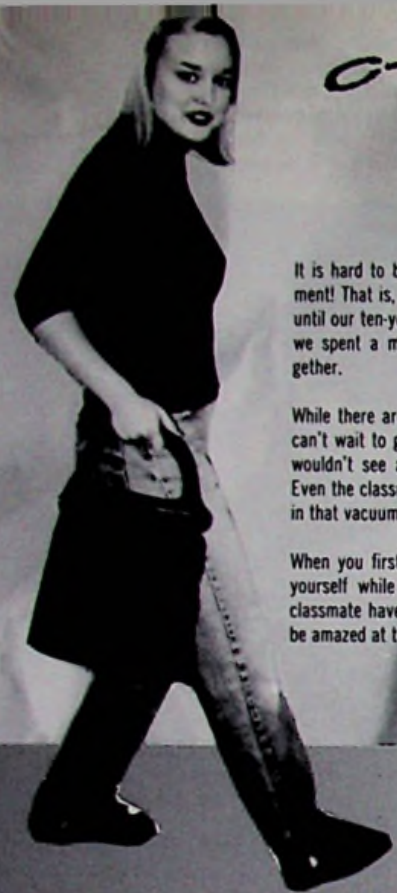 It is hard to b
ment! That is,
until our ten-y
we spent a m
gether.
While there ar
can't wait to g
wouldn't see a
Even the class
in that vacuum
When you first
yourself while
classmate have
be amazed at t